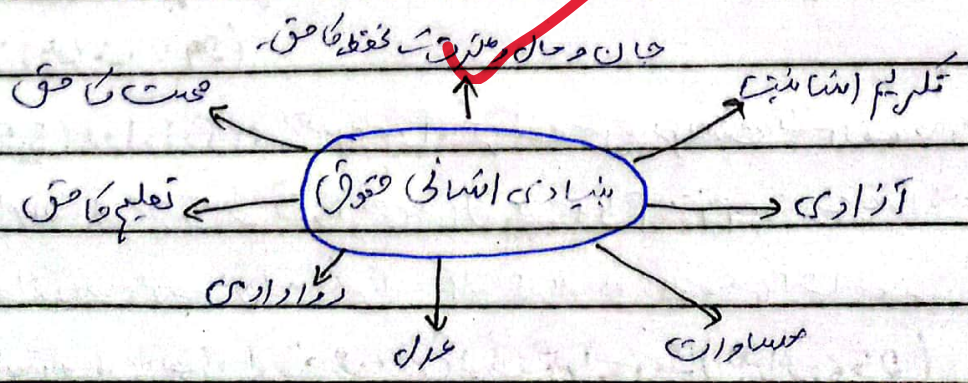 جان و مال و عزت کے تحفظ کا حق۔
تکریم انسانیت
صحت کا حق
بنیادی انسانی حقوق
آزادی
تعلیم کا حق
رواداری
عدل
مساوات